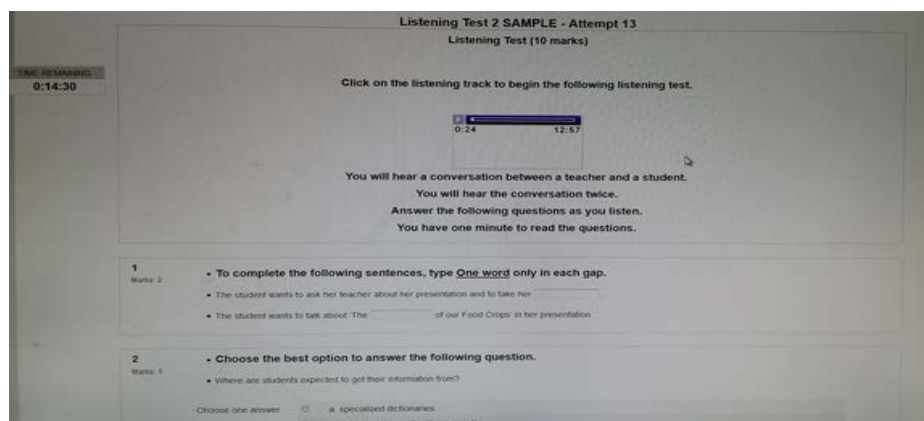 Listening Test 2 SAMPLE - Attempt 13
Listening Test (10 marks)
TIME REMAINING
0:14:30
Click on the listening track to begin the following listening test.
0:24 12:57
You will hear a conversation between a teacher and a student.
You will hear the conversation twice.
Answer the following questions as you listen.
You have one minute to read the questions.
1
Marks: 2
• To complete the following sentences, type One word only in each gap.
• The student wants to ask her teacher about her presentation and to take her .
• The student wants to talk about 'The of our Food Crops' in her presentation
2
Marks: 1
• Choose the best option to answer the following question.
• Where are students expected to get their information from?
Choose one answer a. specialized dictionaries